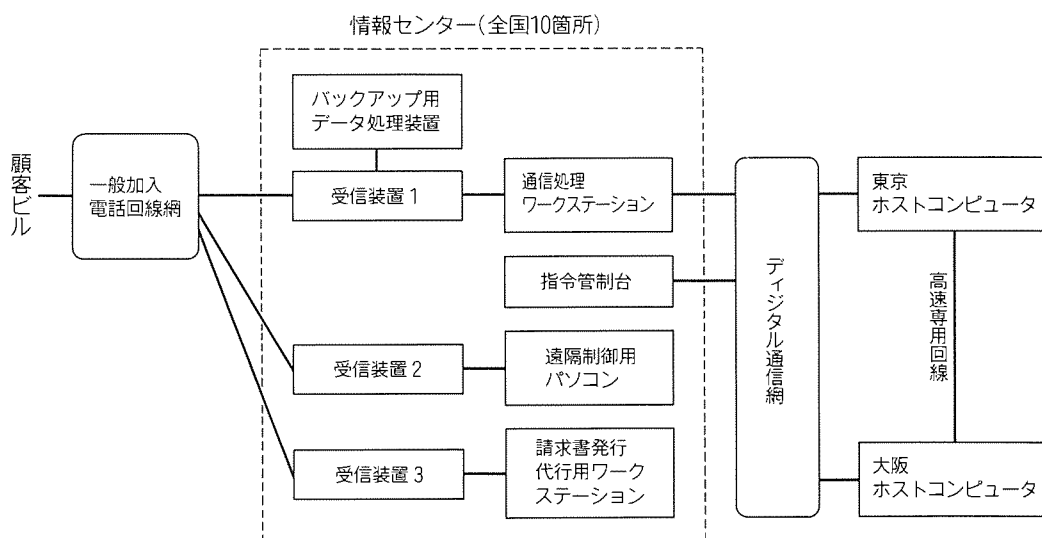 情報センター(全国10箇所)
バックアップ用
データ処理装置
顧客ビル
一般加入
電話回線網
受信装置1
通信処理
ワークステーション
東京
ホストコンピュータ
指令管制台
ディジタル通信網
高速専用回線
受信装置2
遠隔制御用
パソコン
受信装置3
請求書発行
代行用ワーク
ステーション
大阪
ホストコンピュータ